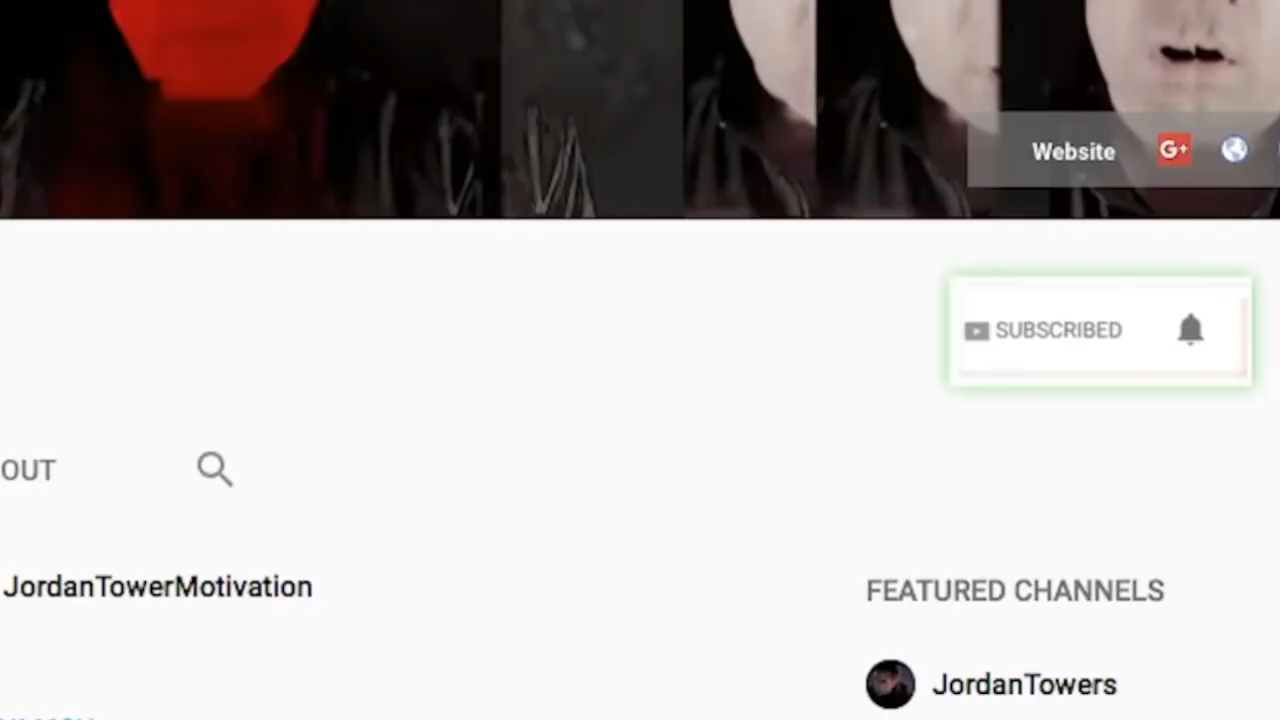 Website G+
SUBSCRIBED
OUT
JordanTowerMotivation
FEATURED CHANNELS
JordanTowers